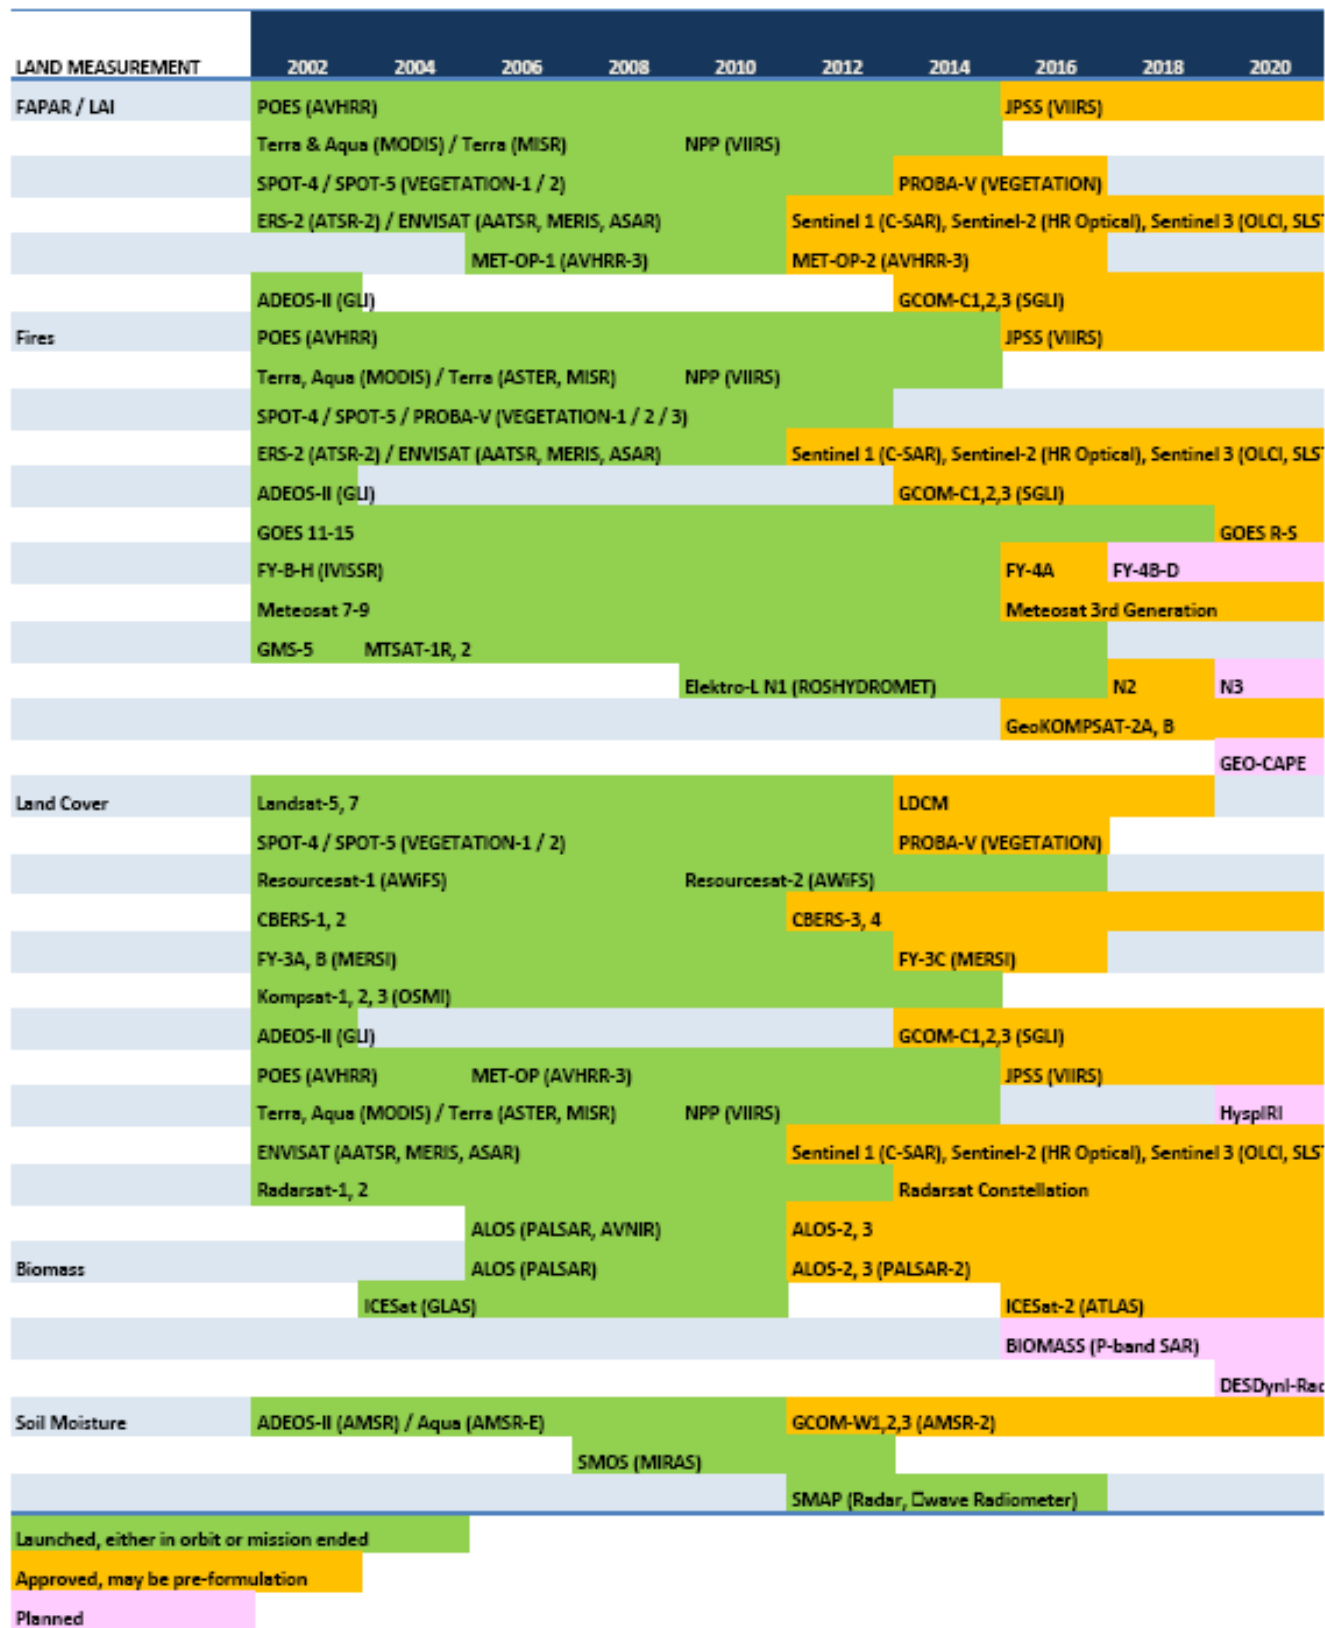 LAND MEASUREMENT 2002 2004 2006 2008 2010 2012 2014 2016 2018 2020
FAPAR / LAI POES (AVHRR) JPSS (VIIRS)
Terra & Aqua (MODIS) / Terra (MISR) NPP (VIIRS)
SPOT-4 / SPOT-5 (VEGETATION-1 / 2) PROBA-V (VEGETATION)
ERS-2 (ATSR-2) / ENVISAT (AATSR, MERIS, ASAR) Sentinel 1 (C-SAR), Sentinel-2 (HR Optical), Sentinel 3 (OLCI, SLST
MET-OP-1 (AVHRR-3) MET-OP-2 (AVHRR-3)
ADEOS-II (GLI) GCOM-C1,2,3 (SGLI)
Fires POES (AVHRR) JPSS (VIIRS)
Terra, Aqua (MODIS) / Terra (ASTER, MISR) NPP (VIIRS)
SPOT-4 / SPOT-5 / PROBA-V (VEGETATION-1 / 2 / 3)
ERS-2 (ATSR-2) / ENVISAT (AATSR, MERIS, ASAR) Sentinel 1 (C-SAR), Sentinel-2 (HR Optical), Sentinel 3 (OLCI, SLST
ADEOS-II (GLI) GCOM-C1,2,3 (SGLI)
GOES 11-15 GOES R-S
FY-B-H (IVISSR) FY-4A FY-4B-D
Meteosat 7-9 Meteosat 3rd Generation
GMS-5 MTSAT-1R, 2
Elektro-L N1 (ROSHYDROMET) N2 N3
GeoKOMPSAT-2A, B
GEO-CAPE
Land Cover Landsat-5, 7 LDCM
SPOT-4 / SPOT-5 (VEGETATION-1 / 2) PROBA-V (VEGETATION)
Resourcesat-1 (AWiFS) Resourcesat-2 (AWiFS)
CBERS-1, 2 CBERS-3, 4
FY-3A, B (MERSI) FY-3C (MERSI)
Kompsat-1, 2, 3 (OSMI)
ADEOS-II (GLI) GCOM-C1,2,3 (SGLI)
POES (AVHRR) MET-OP (AVHRR-3) JPSS (VIIRS)
Terra, Aqua (MODIS) / Terra (ASTER, MISR) NPP (VIIRS) HyspIRI
ENVISAT (AATSR, MERIS, ASAR) Sentinel 1 (C-SAR), Sentinel-2 (HR Optical), Sentinel 3 (OLCI, SLST
Radarsat-1, 2 Radarsat Constellation
ALOS (PALSAR, AVNIR) ALOS-2, 3
Biomass ALOS (PALSAR) ALOS-2, 3 (PALSAR-2)
ICESat (GLAS) ICESat-2 (ATLAS)
BIOMASS (P-band SAR)
DESDynI-Rad
Soil Moisture ADEOS-II (AMSR) / Aqua (AMSR-E) GCOM-W1,2,3 (AMSR-2)
SMOS (MIRAS)
SMAP (Radar, □wave Radiometer)
Launched, either in orbit or mission ended
Approved, may be pre-formulation
Planned